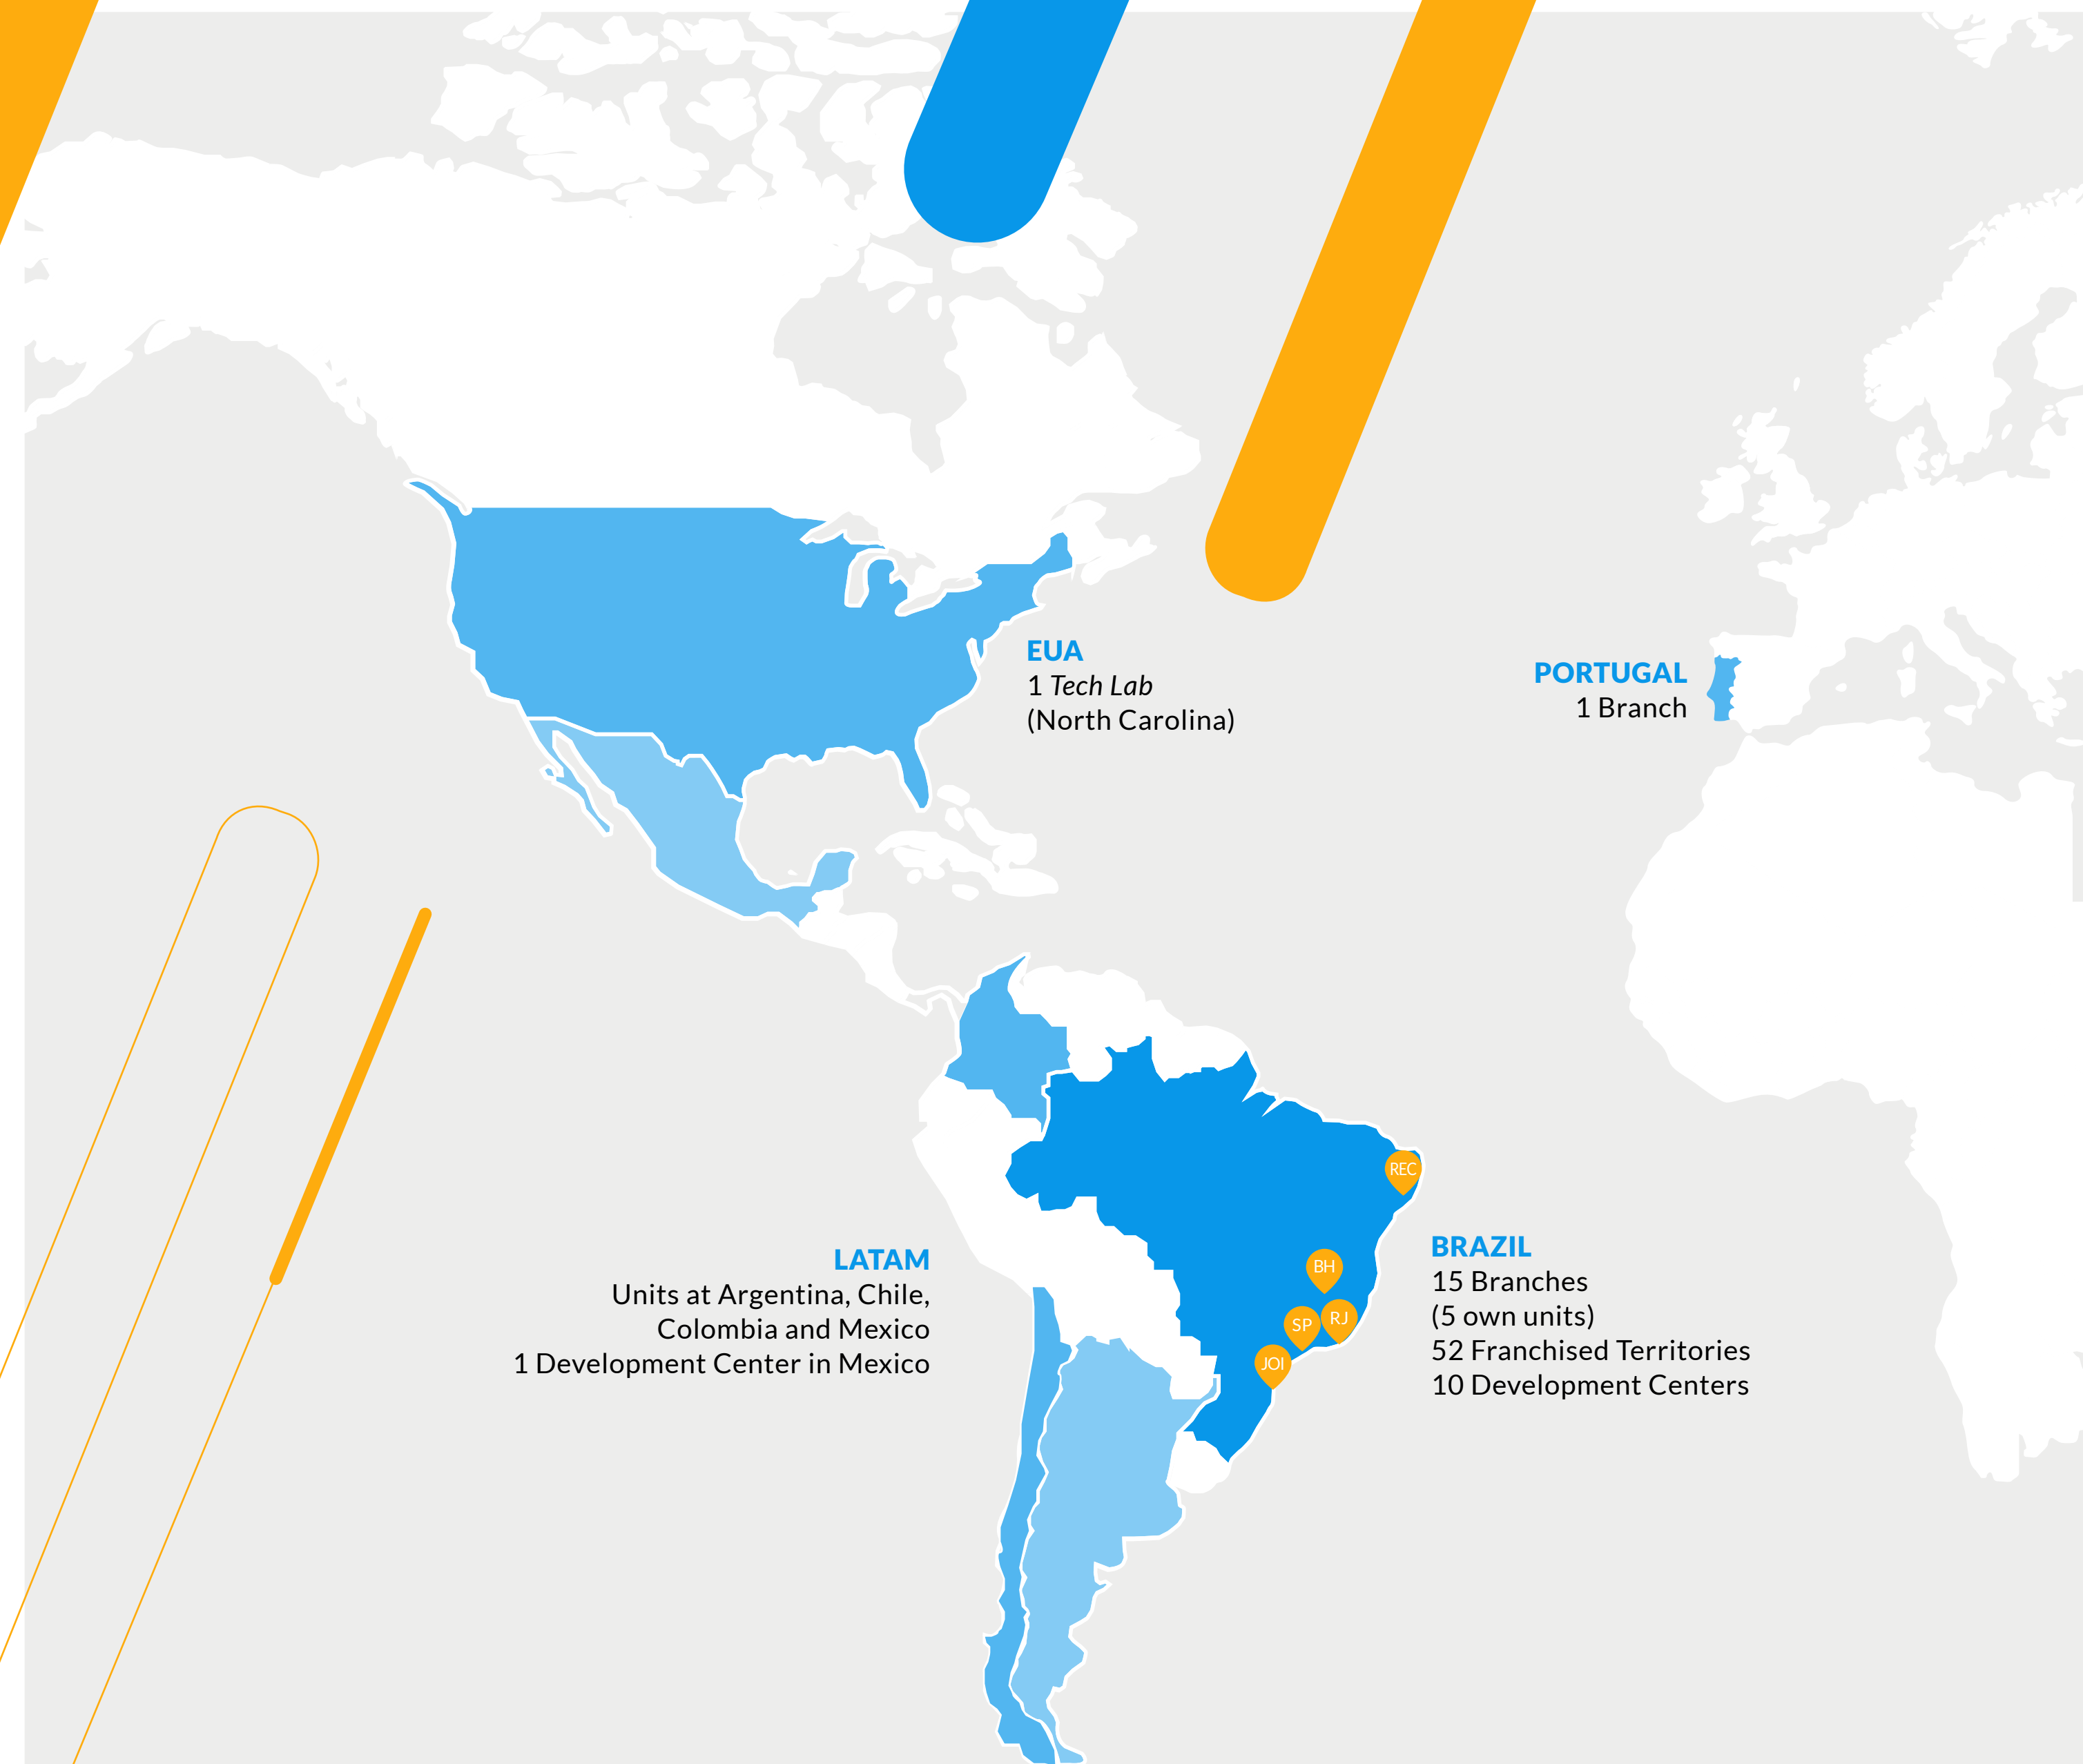 EUA
1 Tech Lab
(North Carolina)
PORTUGAL
1 Branch
LATAM
Units at Argentina, Chile,
Colombia and Mexico
1 Development Center in Mexico
REC
BH
RJ
SP
JOI
BRAZIL
15 Branches
(5 own units)
52 Franchised Territories
10 Development Centers